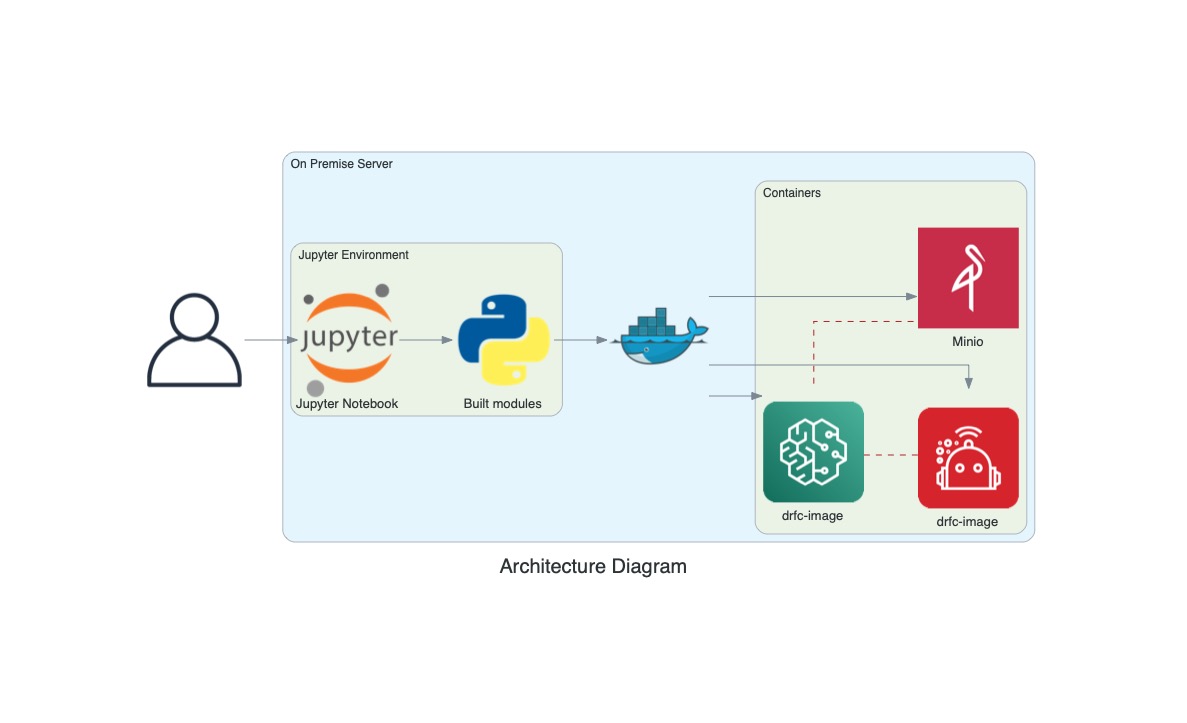 On Premise Server
Containers
Jupyter Environment
jupyter
Jupyter Notebook
Built modules
Minio
drfc-image
drfc-image
Architecture Diagram